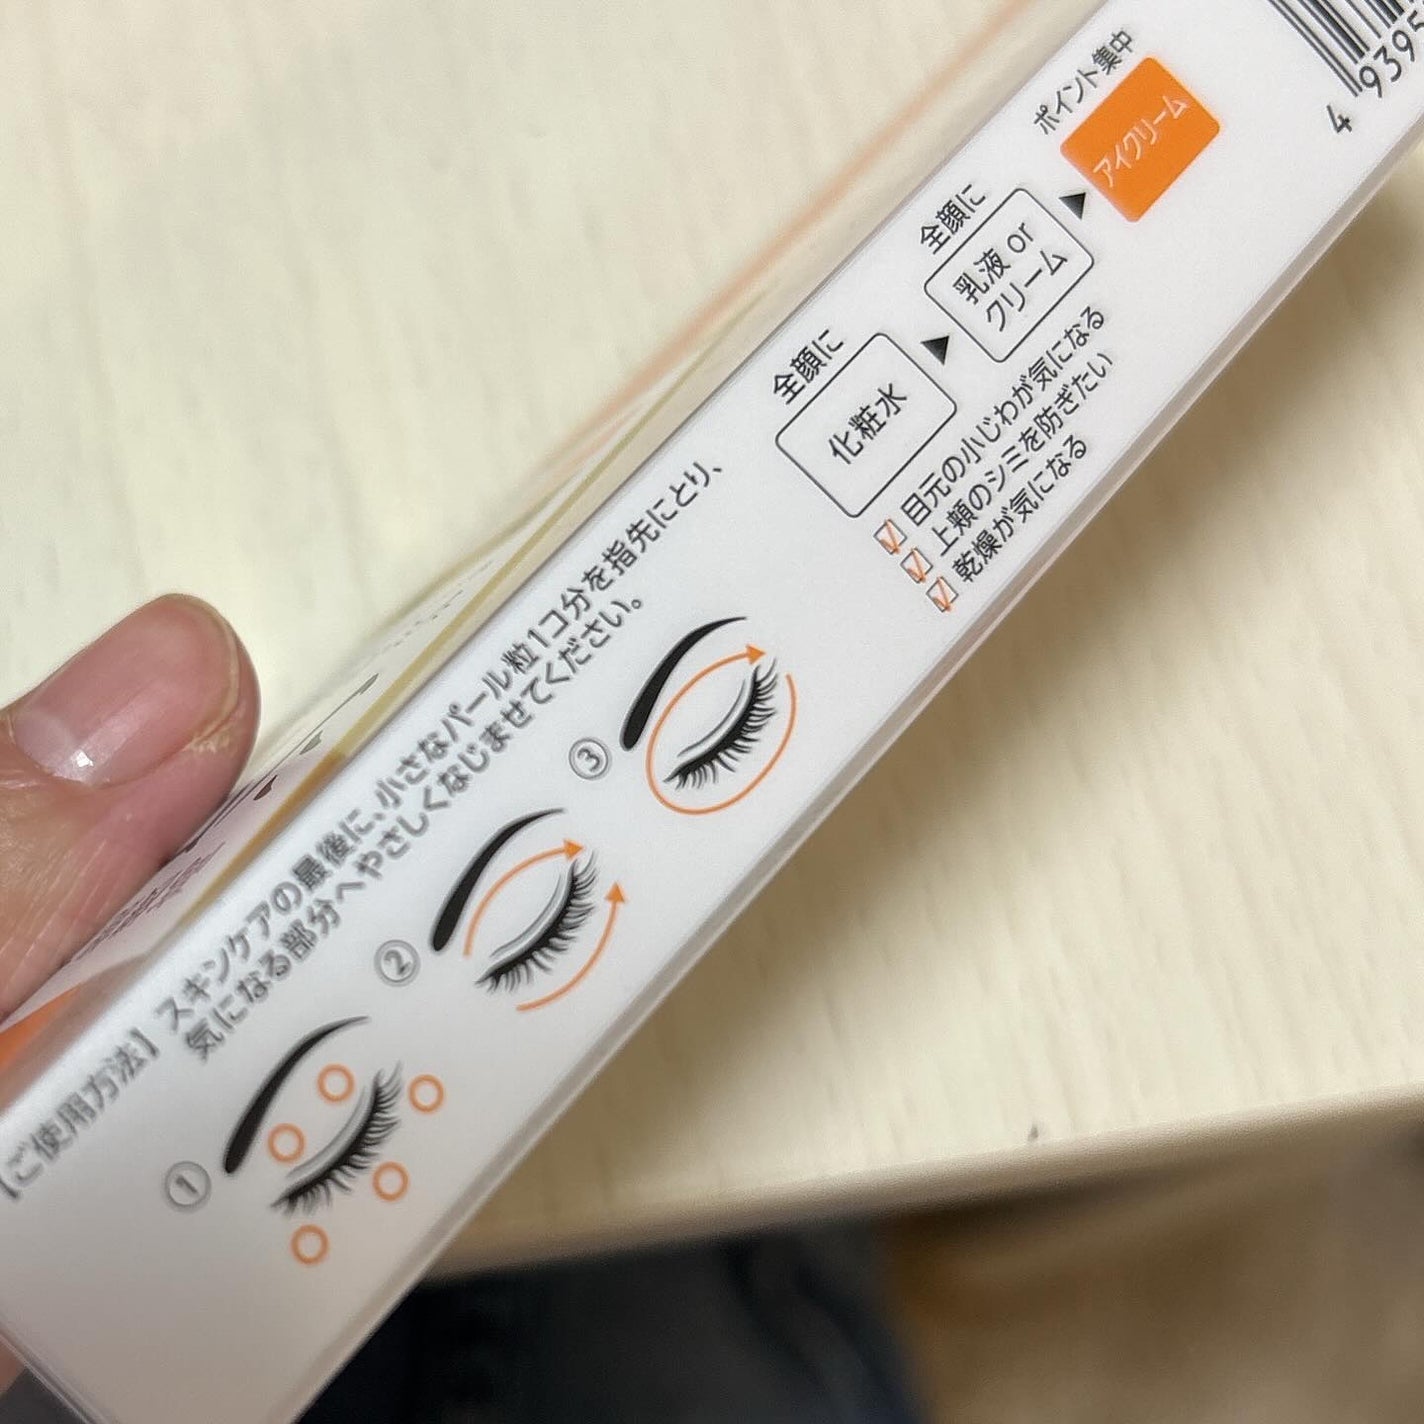 【ご使用方法】スキンケアの最後に、小さなパール粒1コ分を指先にとり、
気になる部分へやさしくなじませてください。
①
②
③
目元の小じわが気になる
上頬のシミを防ぎたい
乾燥が気になる
全顔に
化粧水
全顔に
乳液 or
クリーム
ポイント集中
アイクリーム
4 9395